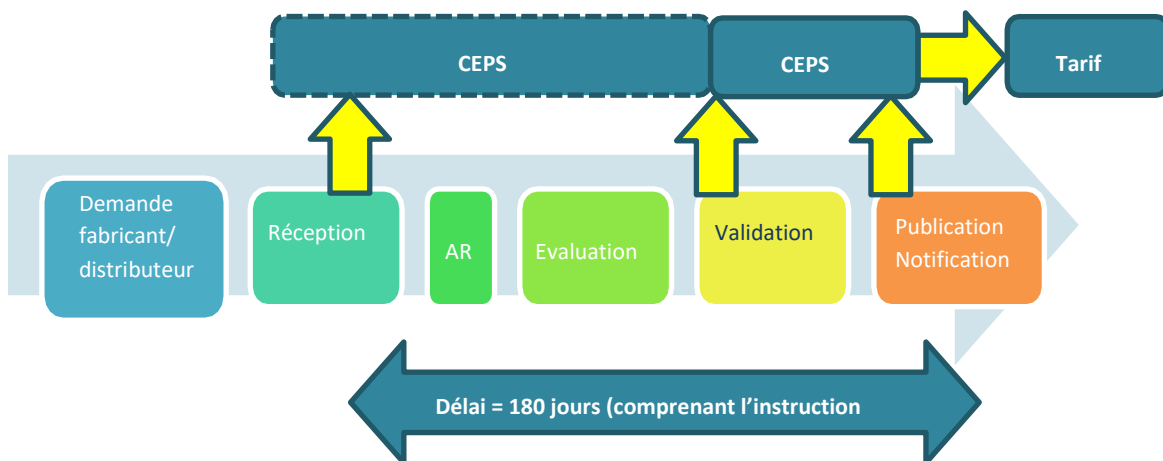 CEPS
CEPS
Tarif
Demande
fabricant/
distributeur
Réception
AR
Evaluation
Validation
Publication
Notification
Délai = 180 jours (comprenant l’instruction